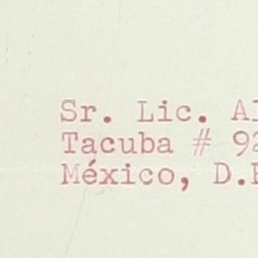 Sr. Lic. Al
Tacuba # 92
México, D.F